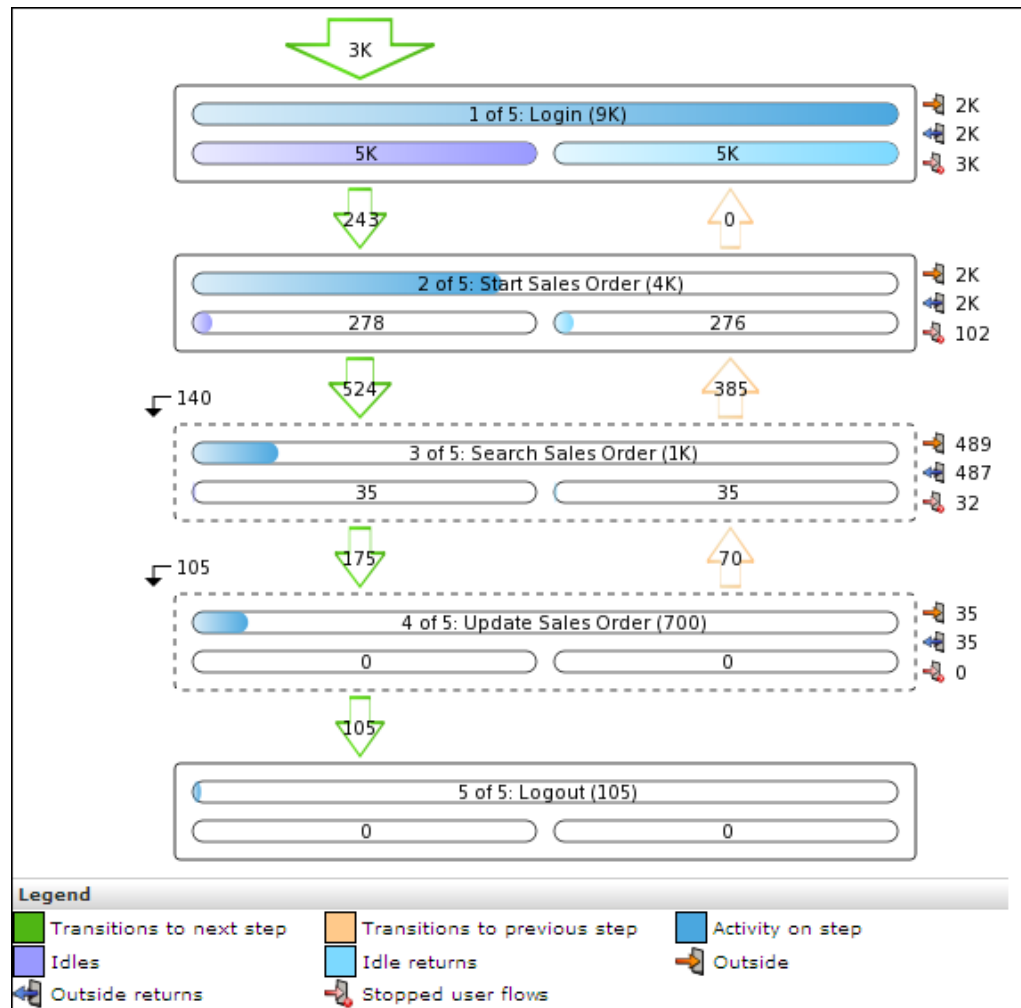 3K
1 of 5: Login (9K)
2K
5K 5K
2K
3K
243 0
2 of 5: Start Sales Order (4K)
2K
278 276
2K
102
524 385
140
3 of 5: Search Sales Order (1K)
489
35 35
487
32
175 70
105
4 of 5: Update Sales Order (700)
35
0 0
35
0
105
5 of 5: Logout (105)
0 0
Legend
Transitions to next step Transitions to previous step Activity on step
Idles Idle returns Outside
Outside returns Stopped user flows